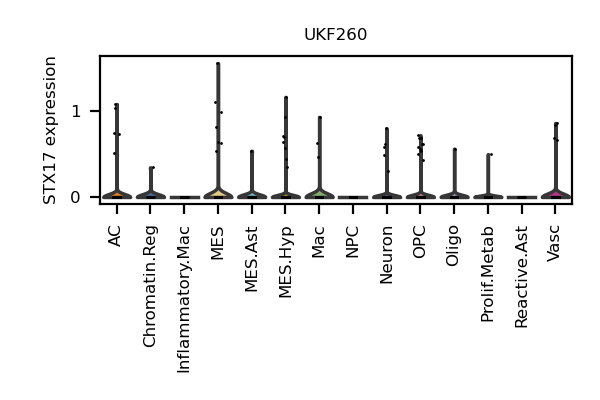 UKF260
STX17 expression
1
0
AC
Chromatin.Reg
Inflammatory.Mac
MES
MES.Ast
MES.Hyp
Mac
NPC
Neuron
OPC
Oligo
Prolif.Metab
Reactive.Ast
Vasc